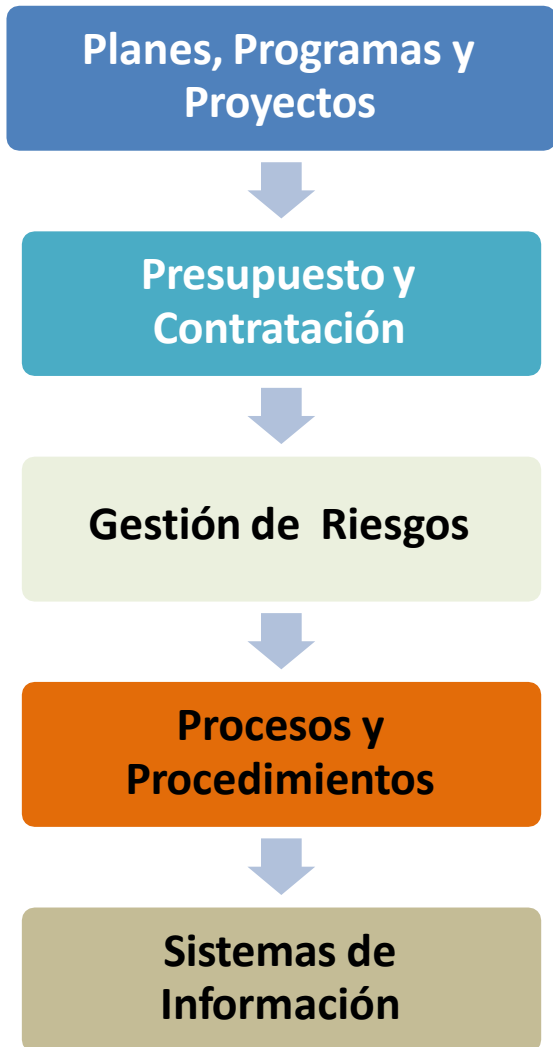 Planes, Programas y
Proyectos
Presupuesto y
Contratación
Gestión de Riesgos
Procesos y
Procedimientos
Sistemas de
Información